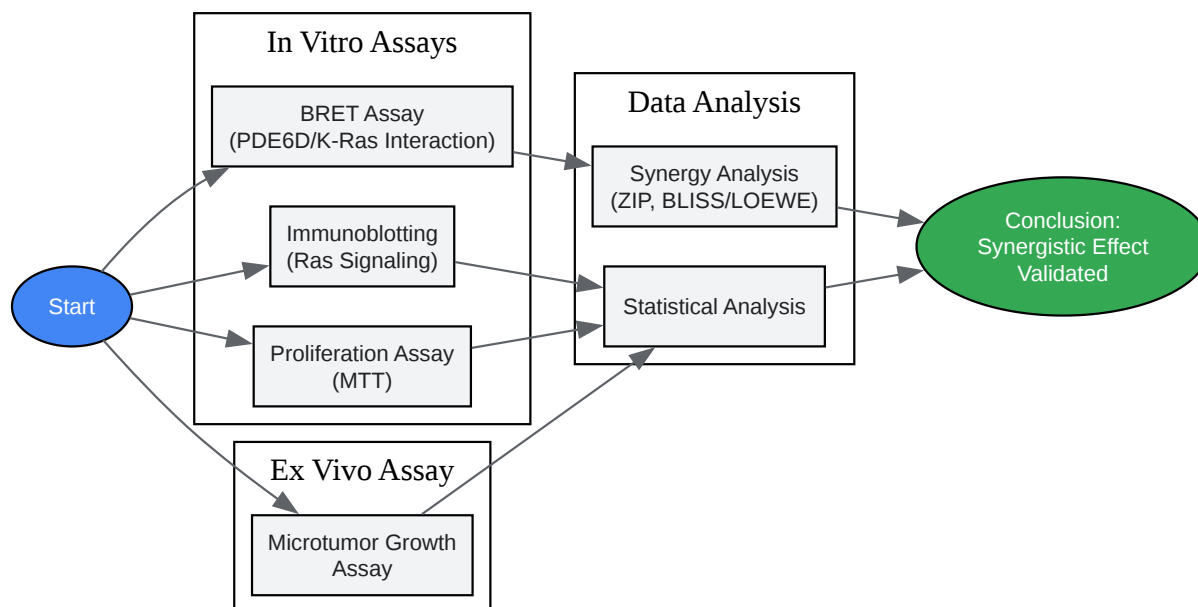 Start
In Vitro Assays
BRET Assay
(PDE6D/K-Ras Interaction)
Immunoblotting
(Ras Signaling)
Proliferation Assay
(MTT)
Ex Vivo Assay
Microtumor Growth
Assay
Data Analysis
Synergy Analysis
(ZIP, BLISS/LOEWE)
Statistical Analysis
Conclusion:
Synergistic Effect
Validated